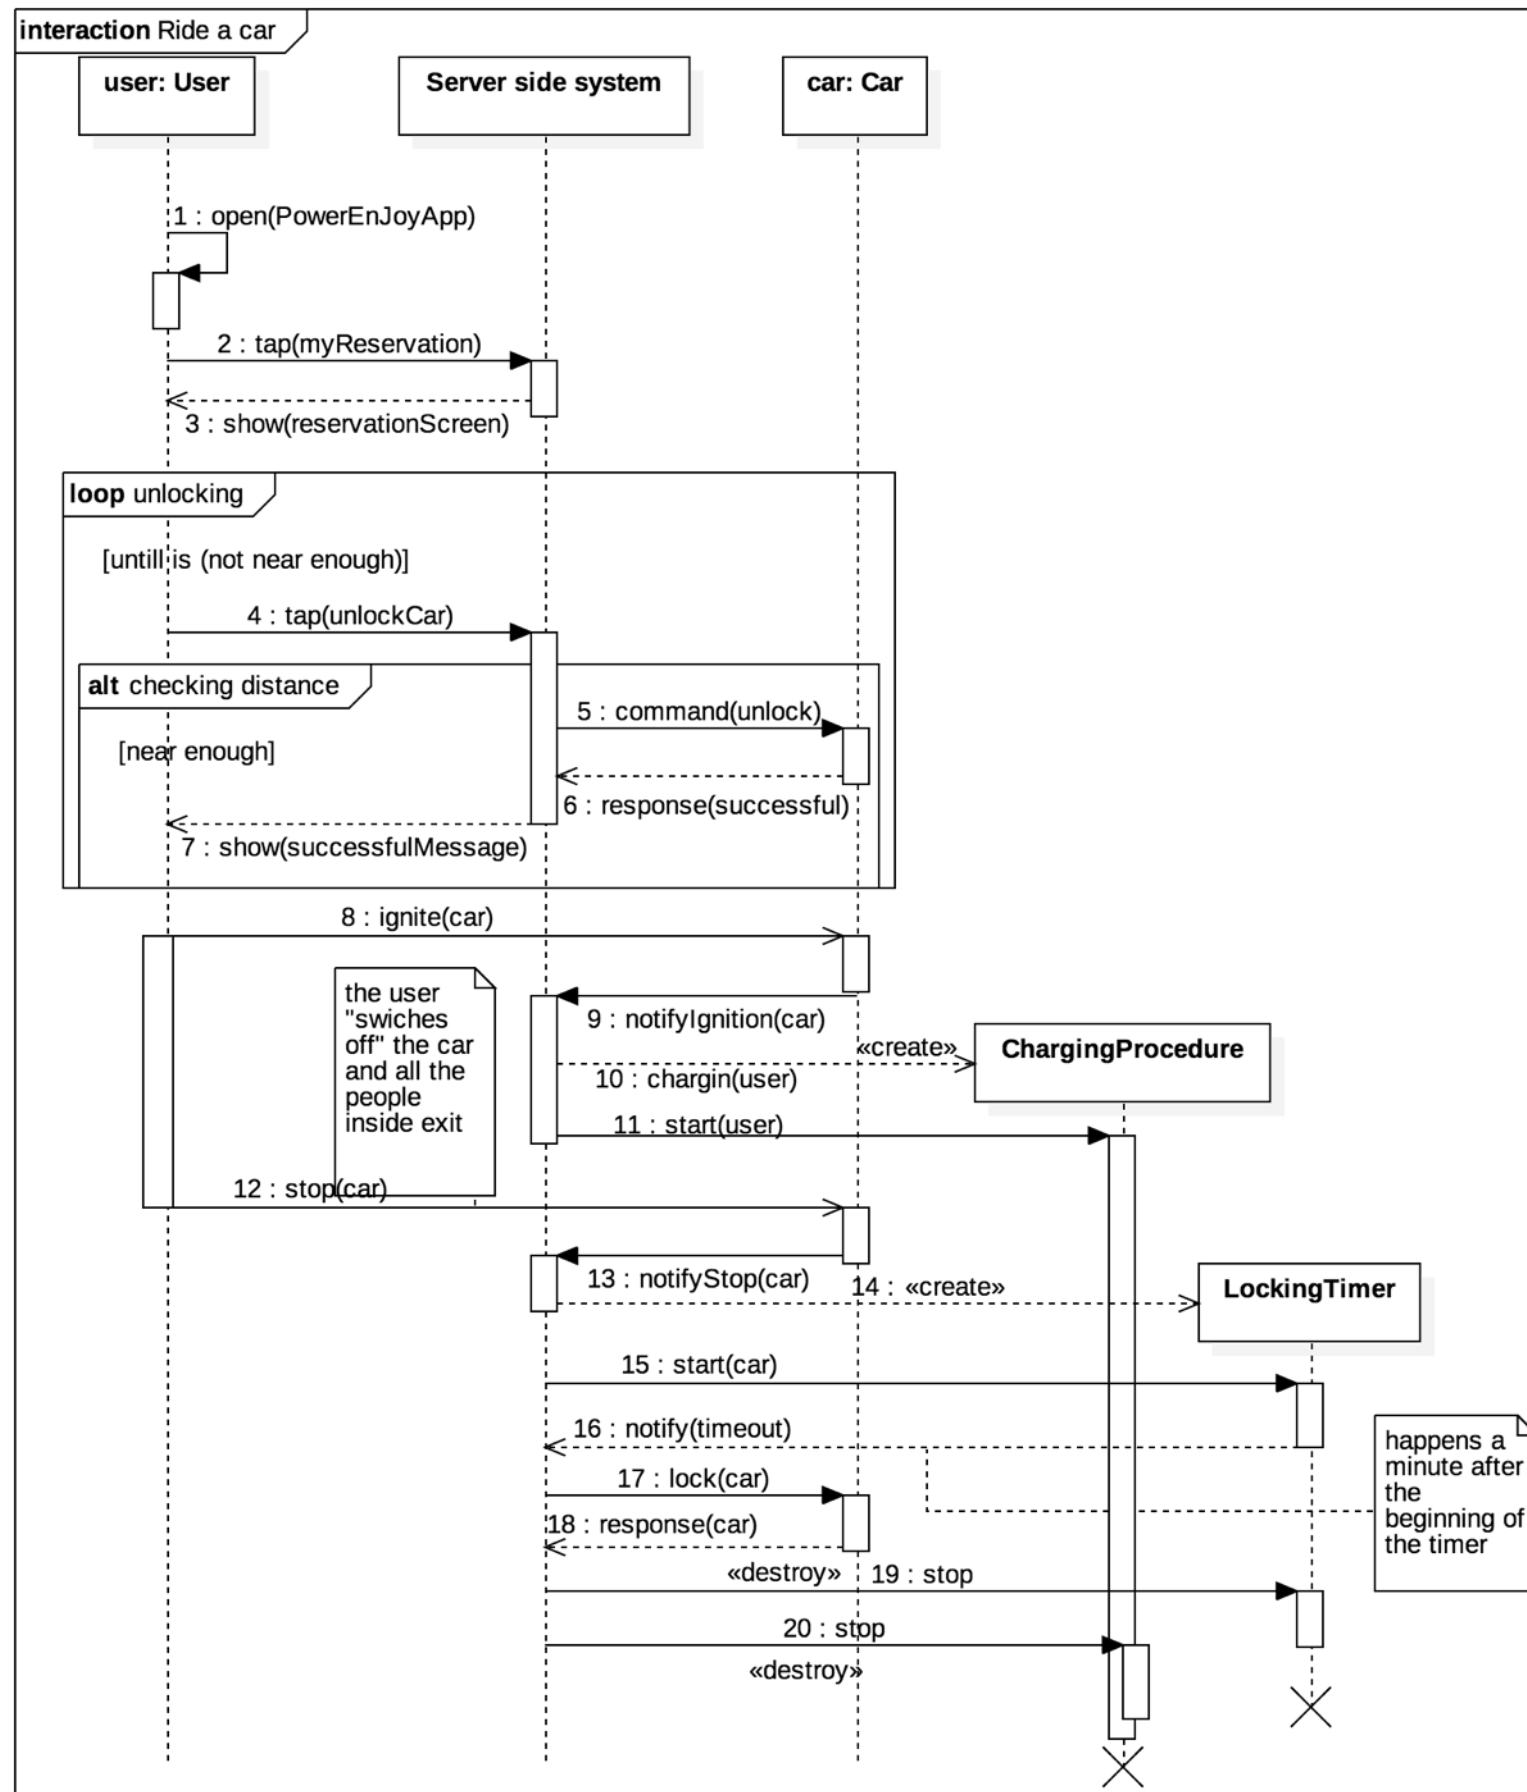 interaction Ride a car
user: User
Server side system
car: Car
1 : open(PowerEnJoyApp)
2 : tap(myReservation)
3 : show(reservationScreen)
loop unlocking
[untill is (not near enough)]
4 : tap(unlockCar)
alt checking distance
5 : command(unlock)
[near enough]
6 : response(successful)
7 : show(successfulMessage)
8 : ignite(car)
the user
"swiches
off" the car
and all the
people
inside exit
9 : notifyIgnition(car)
«create»
ChargingProcedure
10 : chargin(user)
11 : start(user)
12 : stop(car)
13 : notifyStop(car)
14 : «create»
LockingTimer
15 : start(car)
16 : notify(timeout)
happens a
minute after
the
beginning of
the timer
17 : lock(car)
18 : response(car)
«destroy»
19 : stop
20 : stop
«destroy»